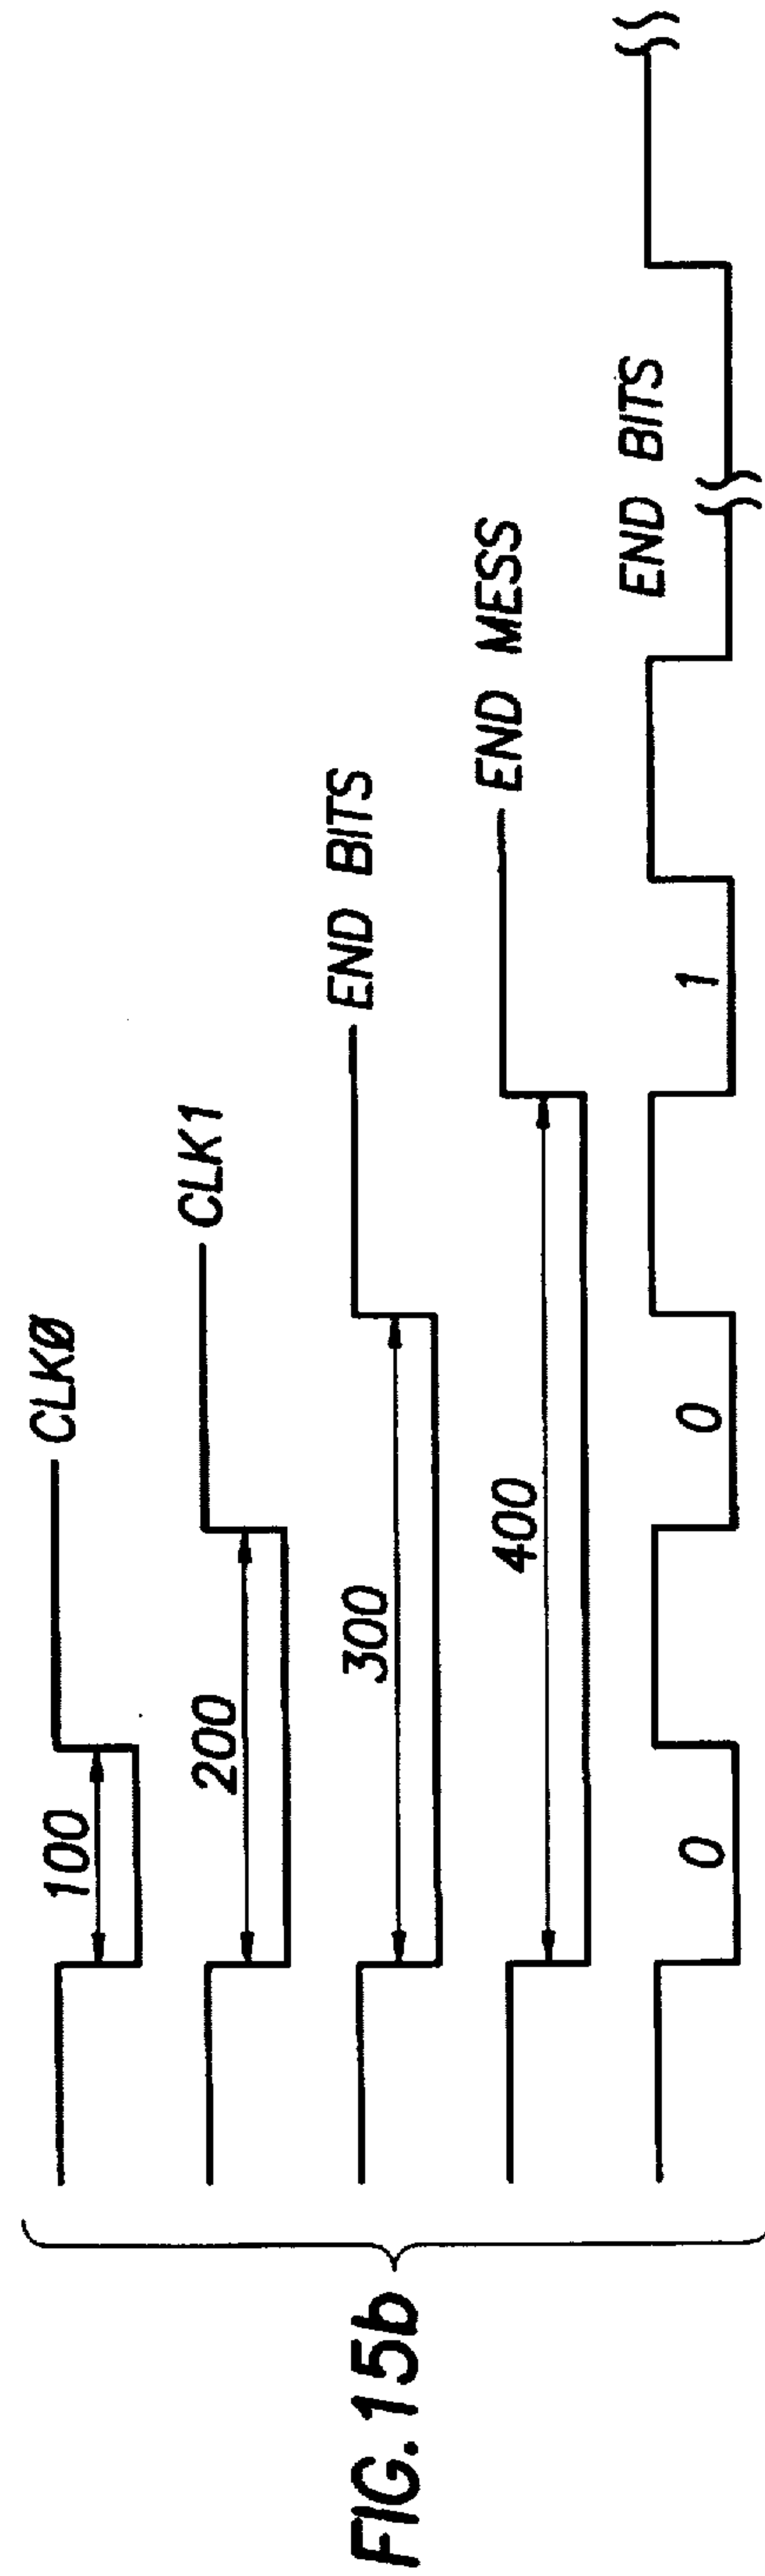 100
CLKØ
200
CLK1
300
END BITS
400
END MESS
0
0
1
END BITS
FIG.15b